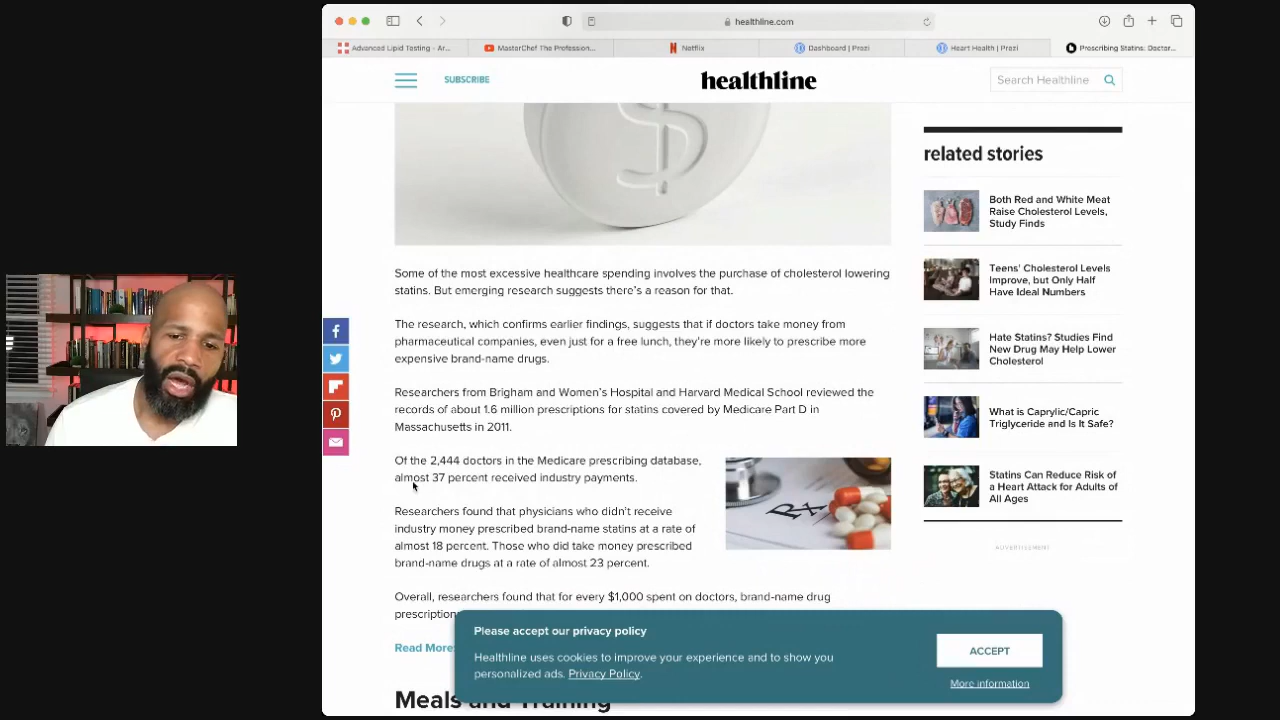 healthline.com
Advanced Lipid Testing - Ar...
MasterChef The Profession...
Netflix
Dashboard | Prezi
Heart Health | Prezi
Prescribing Statins: Doctor...
SUBSCRIBE
healthline
Search Healthline
$
Some of the most excessive healthcare spending involves the purchase of cholesterol lowering
statins. But emerging research suggests there's a reason for that.
The research, which confirms earlier findings, suggests that if doctors take money from
pharmaceutical companies, even just for a free lunch, they're more likely to prescribe more
expensive brand-name drugs.
Researchers from Brigham and Women's Hospital and Harvard Medical School reviewed the
records of about 1.6 million prescriptions for statins covered by Medicare Part D in
Massachusetts in 2011.
Of the 2,444 doctors in the Medicare prescribing database,
almost 37 percent received industry payments.
Rx
Researchers found that physicians who didn't receive
industry money prescribed brand-name statins at a rate of
almost 18 percent. Those who did take money prescribed
brand-name drugs at a rate of almost 23 percent.
Overall, researchers found that for every $1,000 spent on doctors, brand-name drug
prescription
Read More:
Meals and Training
related stories
Both Red and White Meat
Raise Cholesterol Levels,
Study Finds
Teens' Cholesterol Levels
Improve, but Only Half
Have Ideal Numbers
Hate Statins? Studies Find
New Drug May Help Lower
Cholesterol
What is Caprylic/Capric
Triglyceride and Is It Safe?
Statins Can Reduce Risk of
a Heart Attack for Adults of
All Ages
ADVERTISEMENT
Please accept our privacy policy
Healthline uses cookies to improve your experience and to show you
personalized ads. Privacy Policy.
ACCEPT
More information